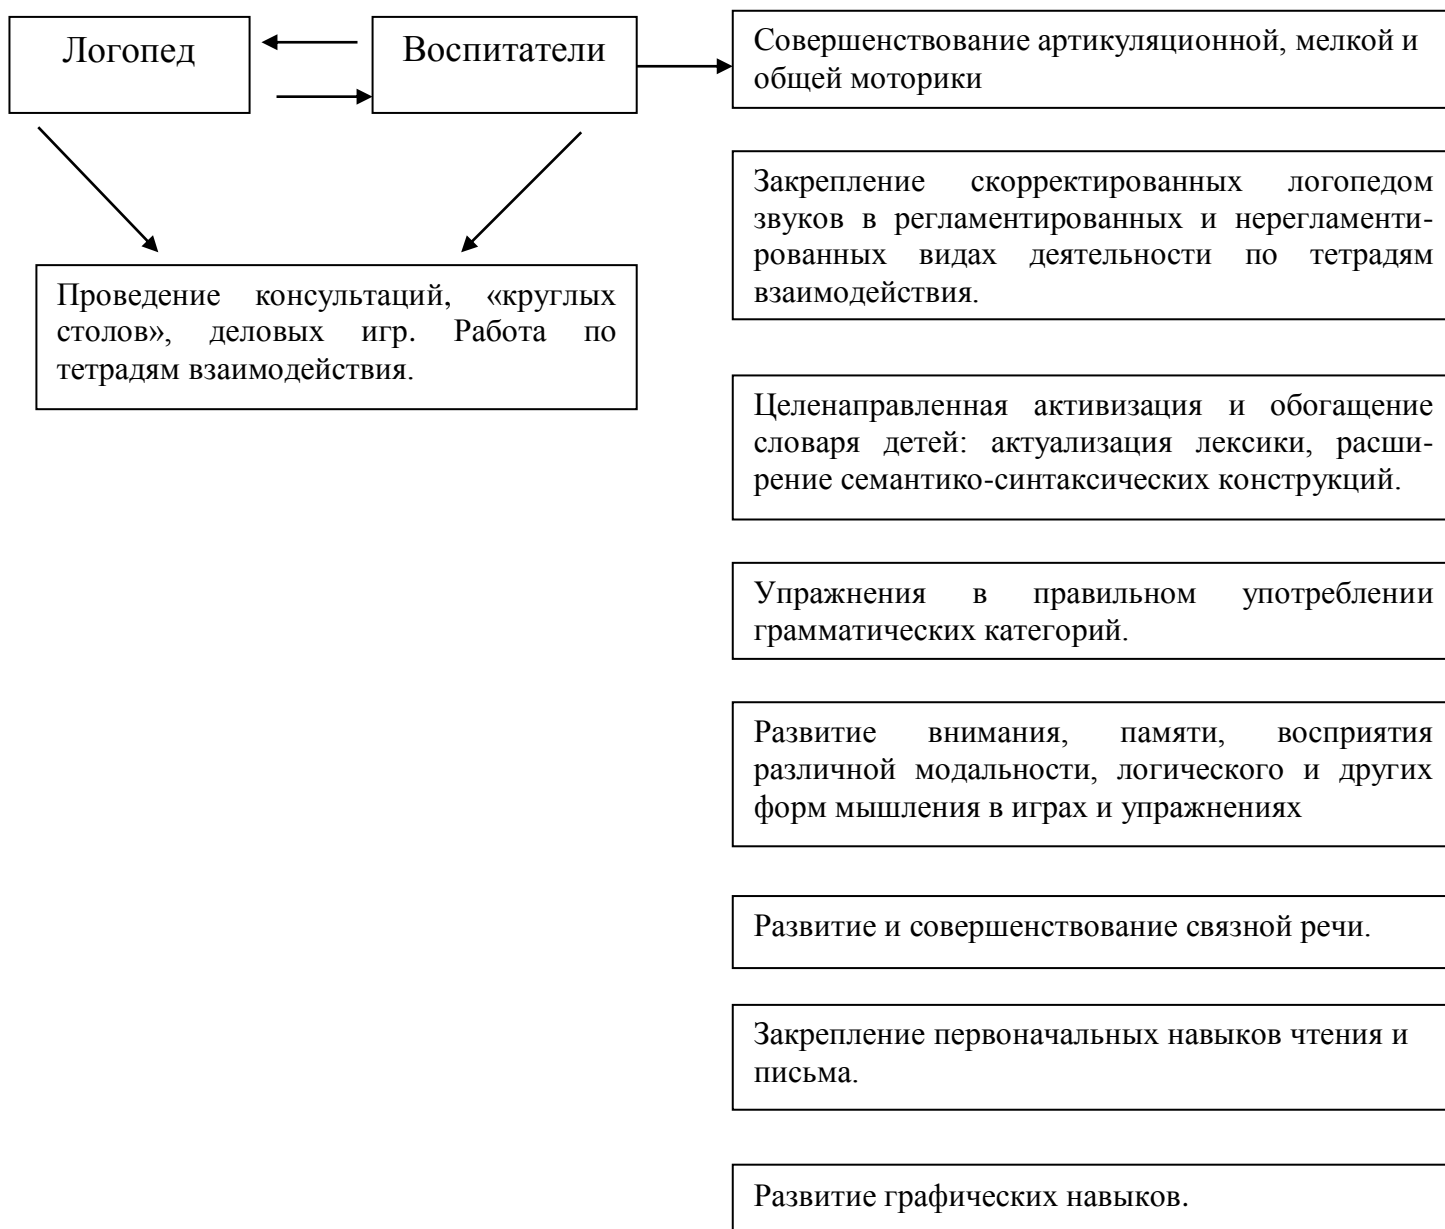 Логопед
Воспитатели
Совершенствование артикуляционной, мелкой и
общей моторики
Закрепление скорректированных логопедом
звуков в регламентированных и нерегламенти-
рованных видах деятельности по тетрадям
взаимодействия.
Проведение консультаций, «круглых
столов», деловых игр. Работа по
тетрадям взаимодействия.
Целенаправленная активизация и обогащение
словаря детей: актуализация лексики, расши-
рение семантико-синтаксических конструкций.
Упражнения в правильном употреблении
грамматических категорий.
Развитие внимания, памяти, восприятия
различной модальности, логического и других
форм мышления в играх и упражнениях
Развитие и совершенствование связной речи.
Закрепление первоначальных навыков чтения и
письма.
Развитие графических навыков.